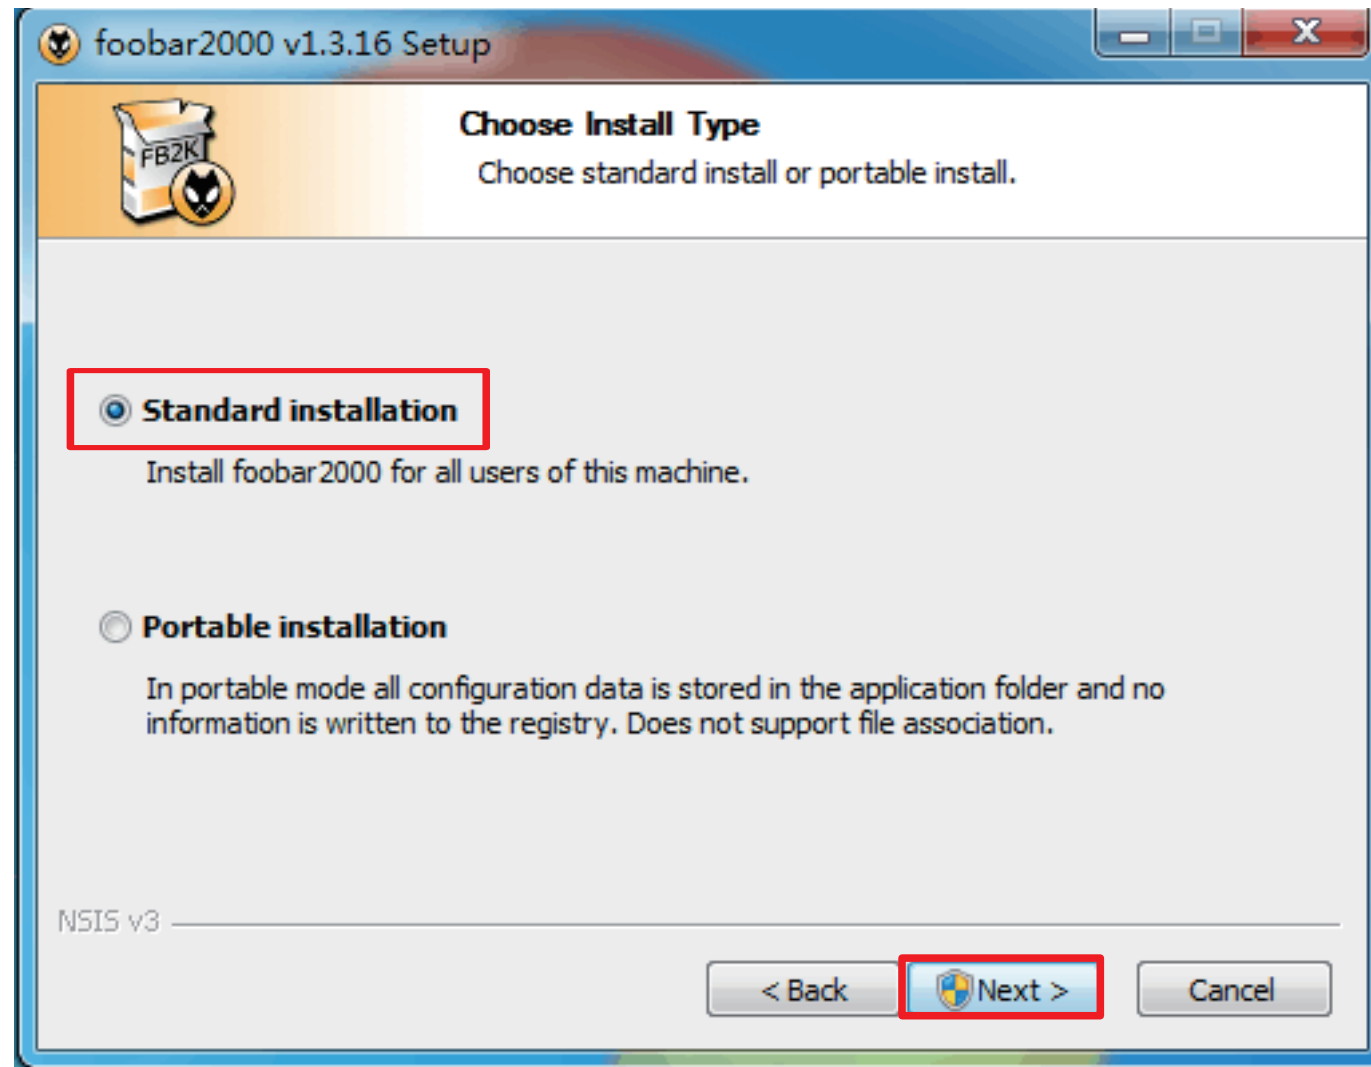 foobar2000 v1.3.16 Setup
FB2K
Choose Install Type
Choose standard install or portable install.
Standard installation
Install foobar2000 for all users of this machine.
Portable installation
In portable mode all configuration data is stored in the application folder and no
information is written to the registry. Does not support file association.
NSIS v3
< Back
Next >
Cancel